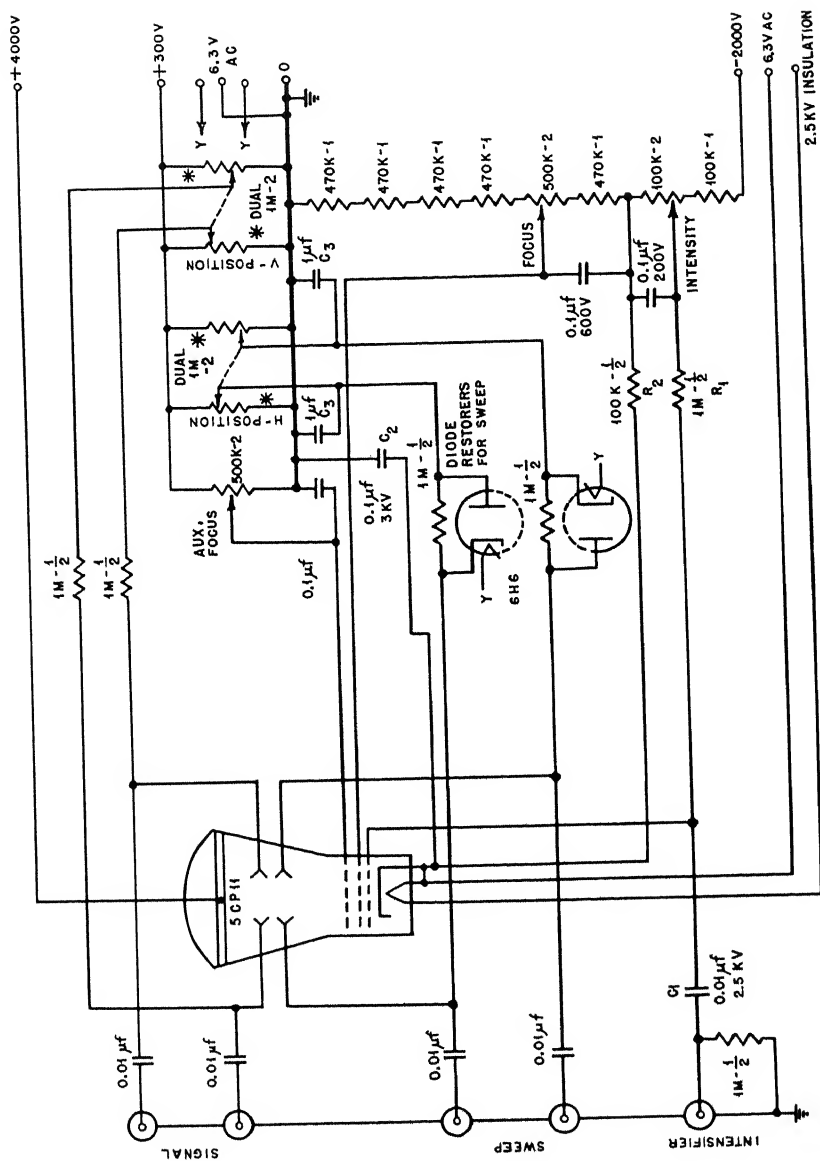 +4000V
+300V
6.3V
AC
0
-2000V
6.3V AC
2.5KV INSULATION
Y
Y
*
DUAL
1M-2
*
V-POSITION
1μf
C3
DUAL
1M
-2
*
*
H-POSITION
1μf
C3
500K-2
AUX.
FOCUS
0.1μf
0.1μf
3KV
C2
470K-1
470K-1
470K-1
470K-1
500K-2
470K-1
100K-2
100K-1
FOCUS
INTENSITY
0.1μf
600V
0.1μf
200V
100K-1/2
R2
1M-1/2
R1
1M-1/2
1M-1/2
1M-1/2
DIODE
RESTORERS
FOR SWEEP
Y
6H6
1M-1/2
Y
5CP11
0.01μf
0.01μf
0.01μf
0.01μf
C1
0.01μf
2.5KV
1M-1/2
SIGNAL
SWEEP
INTENSIFIER